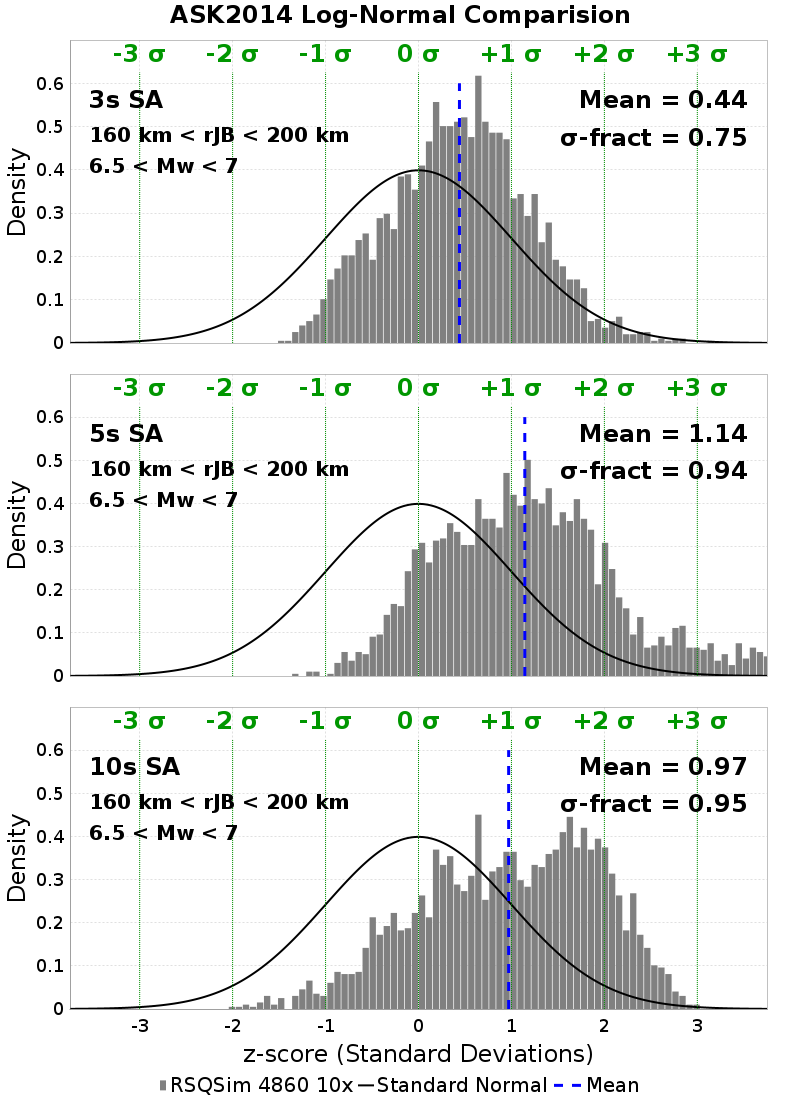 ASK2014 Log-Normal Comparision
-3 σ -2 σ -1 σ 0 σ +1 σ +2 σ +3 σ
3s SA
Mean = 0.44
160 km < rJB < 200 km
σ-fract = 0.75
6.5 < Mw < 7
Density
0.6
0.5
0.4
0.3
0.2
0.1
0
-3 σ -2 σ -1 σ 0 σ +1 σ +2 σ +3 σ
5s SA
Mean = 1.14
160 km < rJB < 200 km
σ-fract = 0.94
6.5 < Mw < 7
Density
0.6
0.5
0.4
0.3
0.2
0.1
0
-3 σ -2 σ -1 σ 0 σ +1 σ +2 σ +3 σ
10s SA
Mean = 0.97
160 km < rJB < 200 km
σ-fract = 0.95
6.5 < Mw < 7
Density
0.6
0.5
0.4
0.3
0.2
0.1
0
-3 -2 -1 0 1 2 3
z-score (Standard Deviations)
RSQSim 4860 10x Standard Normal Mean